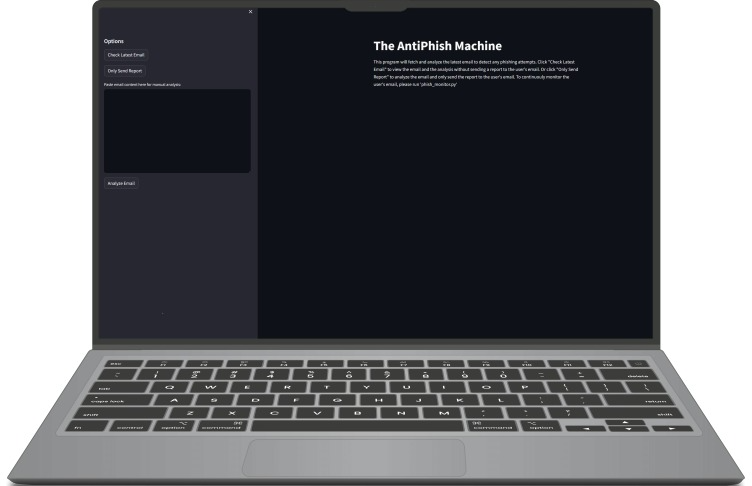 Options
Check Latest Email
Only Send Report
Paste email content here for manual analysis:
Analyze Email
The AntiPhish Machine
This program will fetch and analyze the latest email to detect any phishing attempts. Click "Check Latest
Email" to view the email and the analysis without sending a report to the user's email. Or click "Only Send
Report" to analyze the email and only send the report to the user's email. To continuously monitor the
user's email, please run 'phish_monitor.py'
esc F1 F2 F3 F4 F5 F6 F7 F8 F9 F10 F11 F12
1 2 3 4 5 6 7 8 9 0 delete
tab Q W E R T Y U I O P
caps lock A S D F G H J K L return
shift Z X C V B N M shift
fn control option command command option